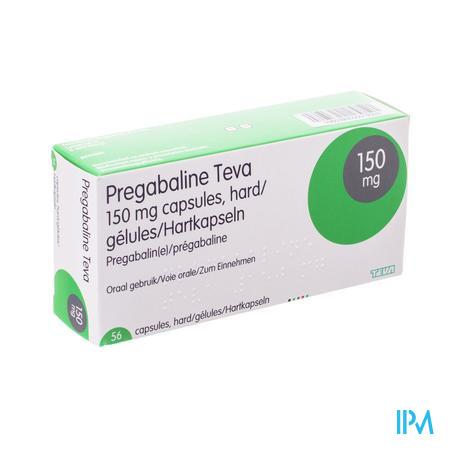 Pregabaline Teva
150 mg capsules, hard/
gélules/Hartkapseln
Pregabalin(e)/prégabaline
Oraal gebruik/Voie orale/Zum Einnehmen
56 capsules, hard/gélules/Hartkapseln
150
mg
TEVA
Pregabaline Teva
150
mg
56
IPM